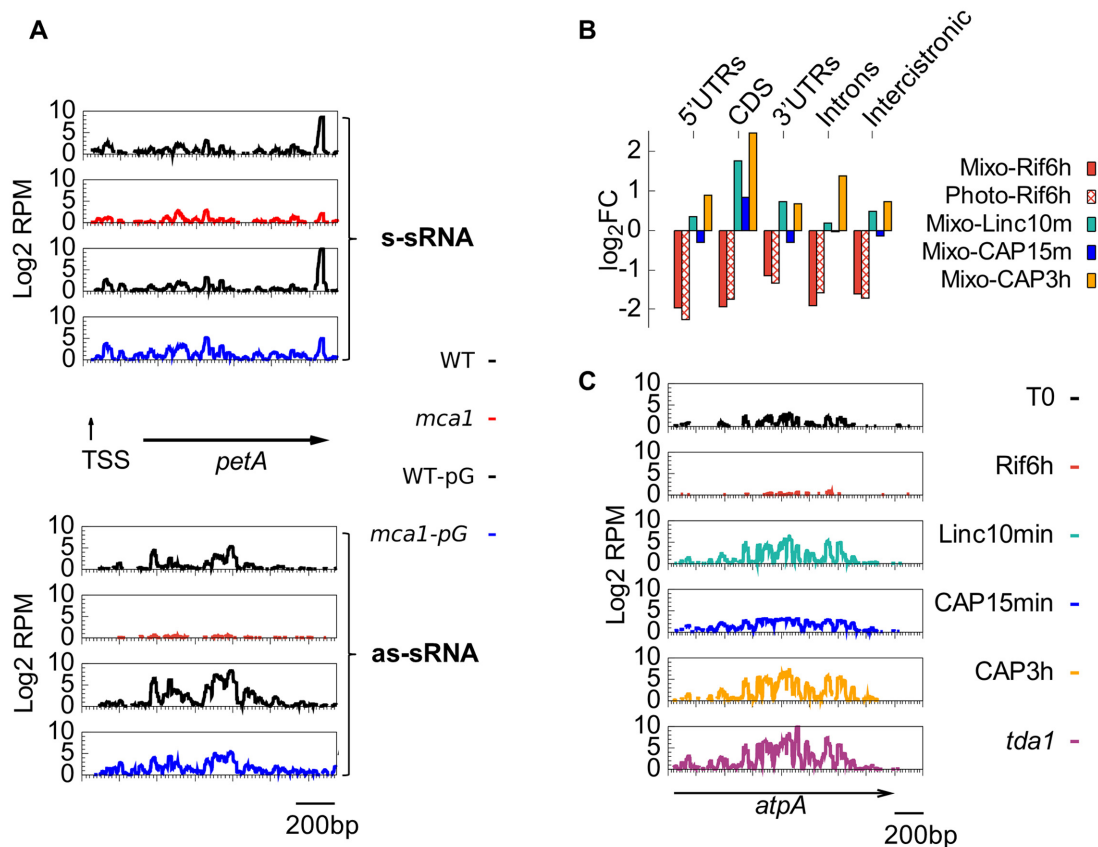 A
10
5
0
10
5
0
10
5
0
10
5
0
Log2 RPM
s-sRNA
WT
mca1
WT-pG
mca1-pG
TSS
petA
10
5
0
10
5
0
10
5
0
10
5
0
Log2 RPM
as-sRNA
200bp
B
5'UTRs
CDS
3'UTRs
Introns
Intercistronic
log2FC
2
1
0
-1
-2
Mixo-Rif6h
Photo-Rif6h
Mixo-Linc10m
Mixo-CAP15m
Mixo-CAP3h
C
10
5
0
10
5
0
10
5
0
10
5
0
10
5
0
10
5
0
Log2 RPM
T0
Rif6h
Linc10min
CAP15min
CAP3h
tda1
atpA
200bp